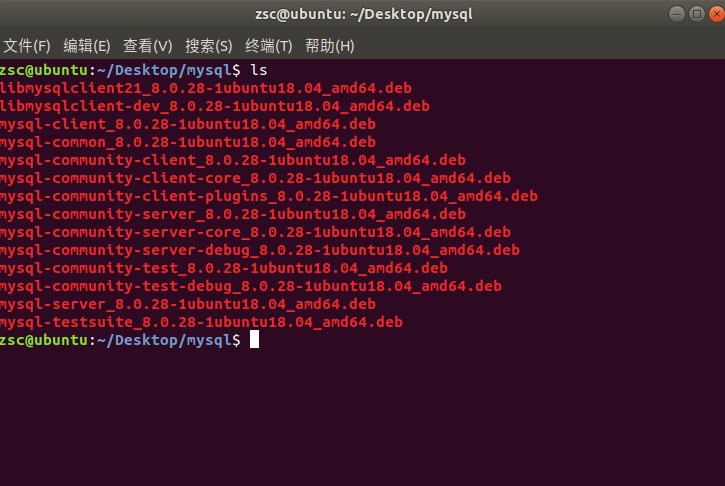 zsc@ubuntu: ~/Desktop/mysql
文件(F) 编辑(E) 查看(V) 搜索(S) 终端(T) 帮助(H)
zsc@ubuntu:~/Desktop/mysql$ ls
libmysqlclient21_8.0.28-1ubuntu18.04_amd64.deb
libmysqlclient-dev_8.0.28-1ubuntu18.04_amd64.deb
mysql-client_8.0.28-1ubuntu18.04_amd64.deb
mysql-common_8.0.28-1ubuntu18.04_amd64.deb
mysql-community-client_8.0.28-1ubuntu18.04_amd64.deb
mysql-community-client-core_8.0.28-1ubuntu18.04_amd64.deb
mysql-community-client-plugins_8.0.28-1ubuntu18.04_amd64.deb
mysql-community-server_8.0.28-1ubuntu18.04_amd64.deb
mysql-community-server-core_8.0.28-1ubuntu18.04_amd64.deb
mysql-community-server-debug_8.0.28-1ubuntu18.04_amd64.deb
mysql-community-test_8.0.28-1ubuntu18.04_amd64.deb
mysql-community-test-debug_8.0.28-1ubuntu18.04_amd64.deb
mysql-server_8.0.28-1ubuntu18.04_amd64.deb
mysql-testsuite_8.0.28-1ubuntu18.04_amd64.deb
zsc@ubuntu:~/Desktop/mysql$